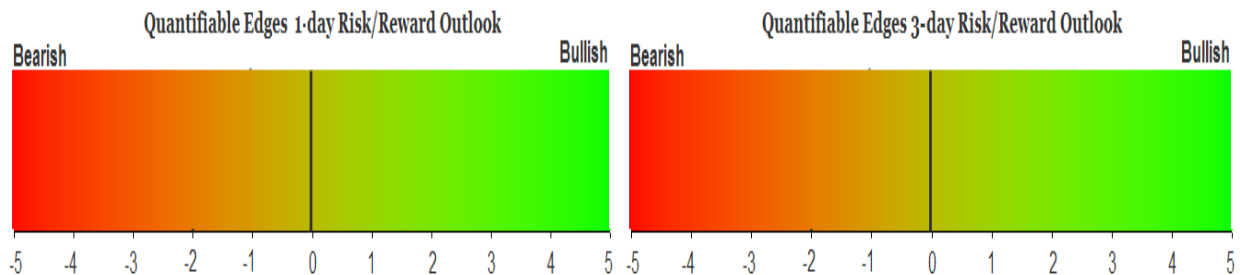 Quantifiable Edges 1-day Risk/Reward Outlook
Bearish Bullish
-5 -4 -3 -2 -1 0 1 2 3 4 5
Quantifiable Edges 3-day Risk/Reward Outlook
Bearish Bullish
-5 -4 -3 -2 -1 0 1 2 3 4 5